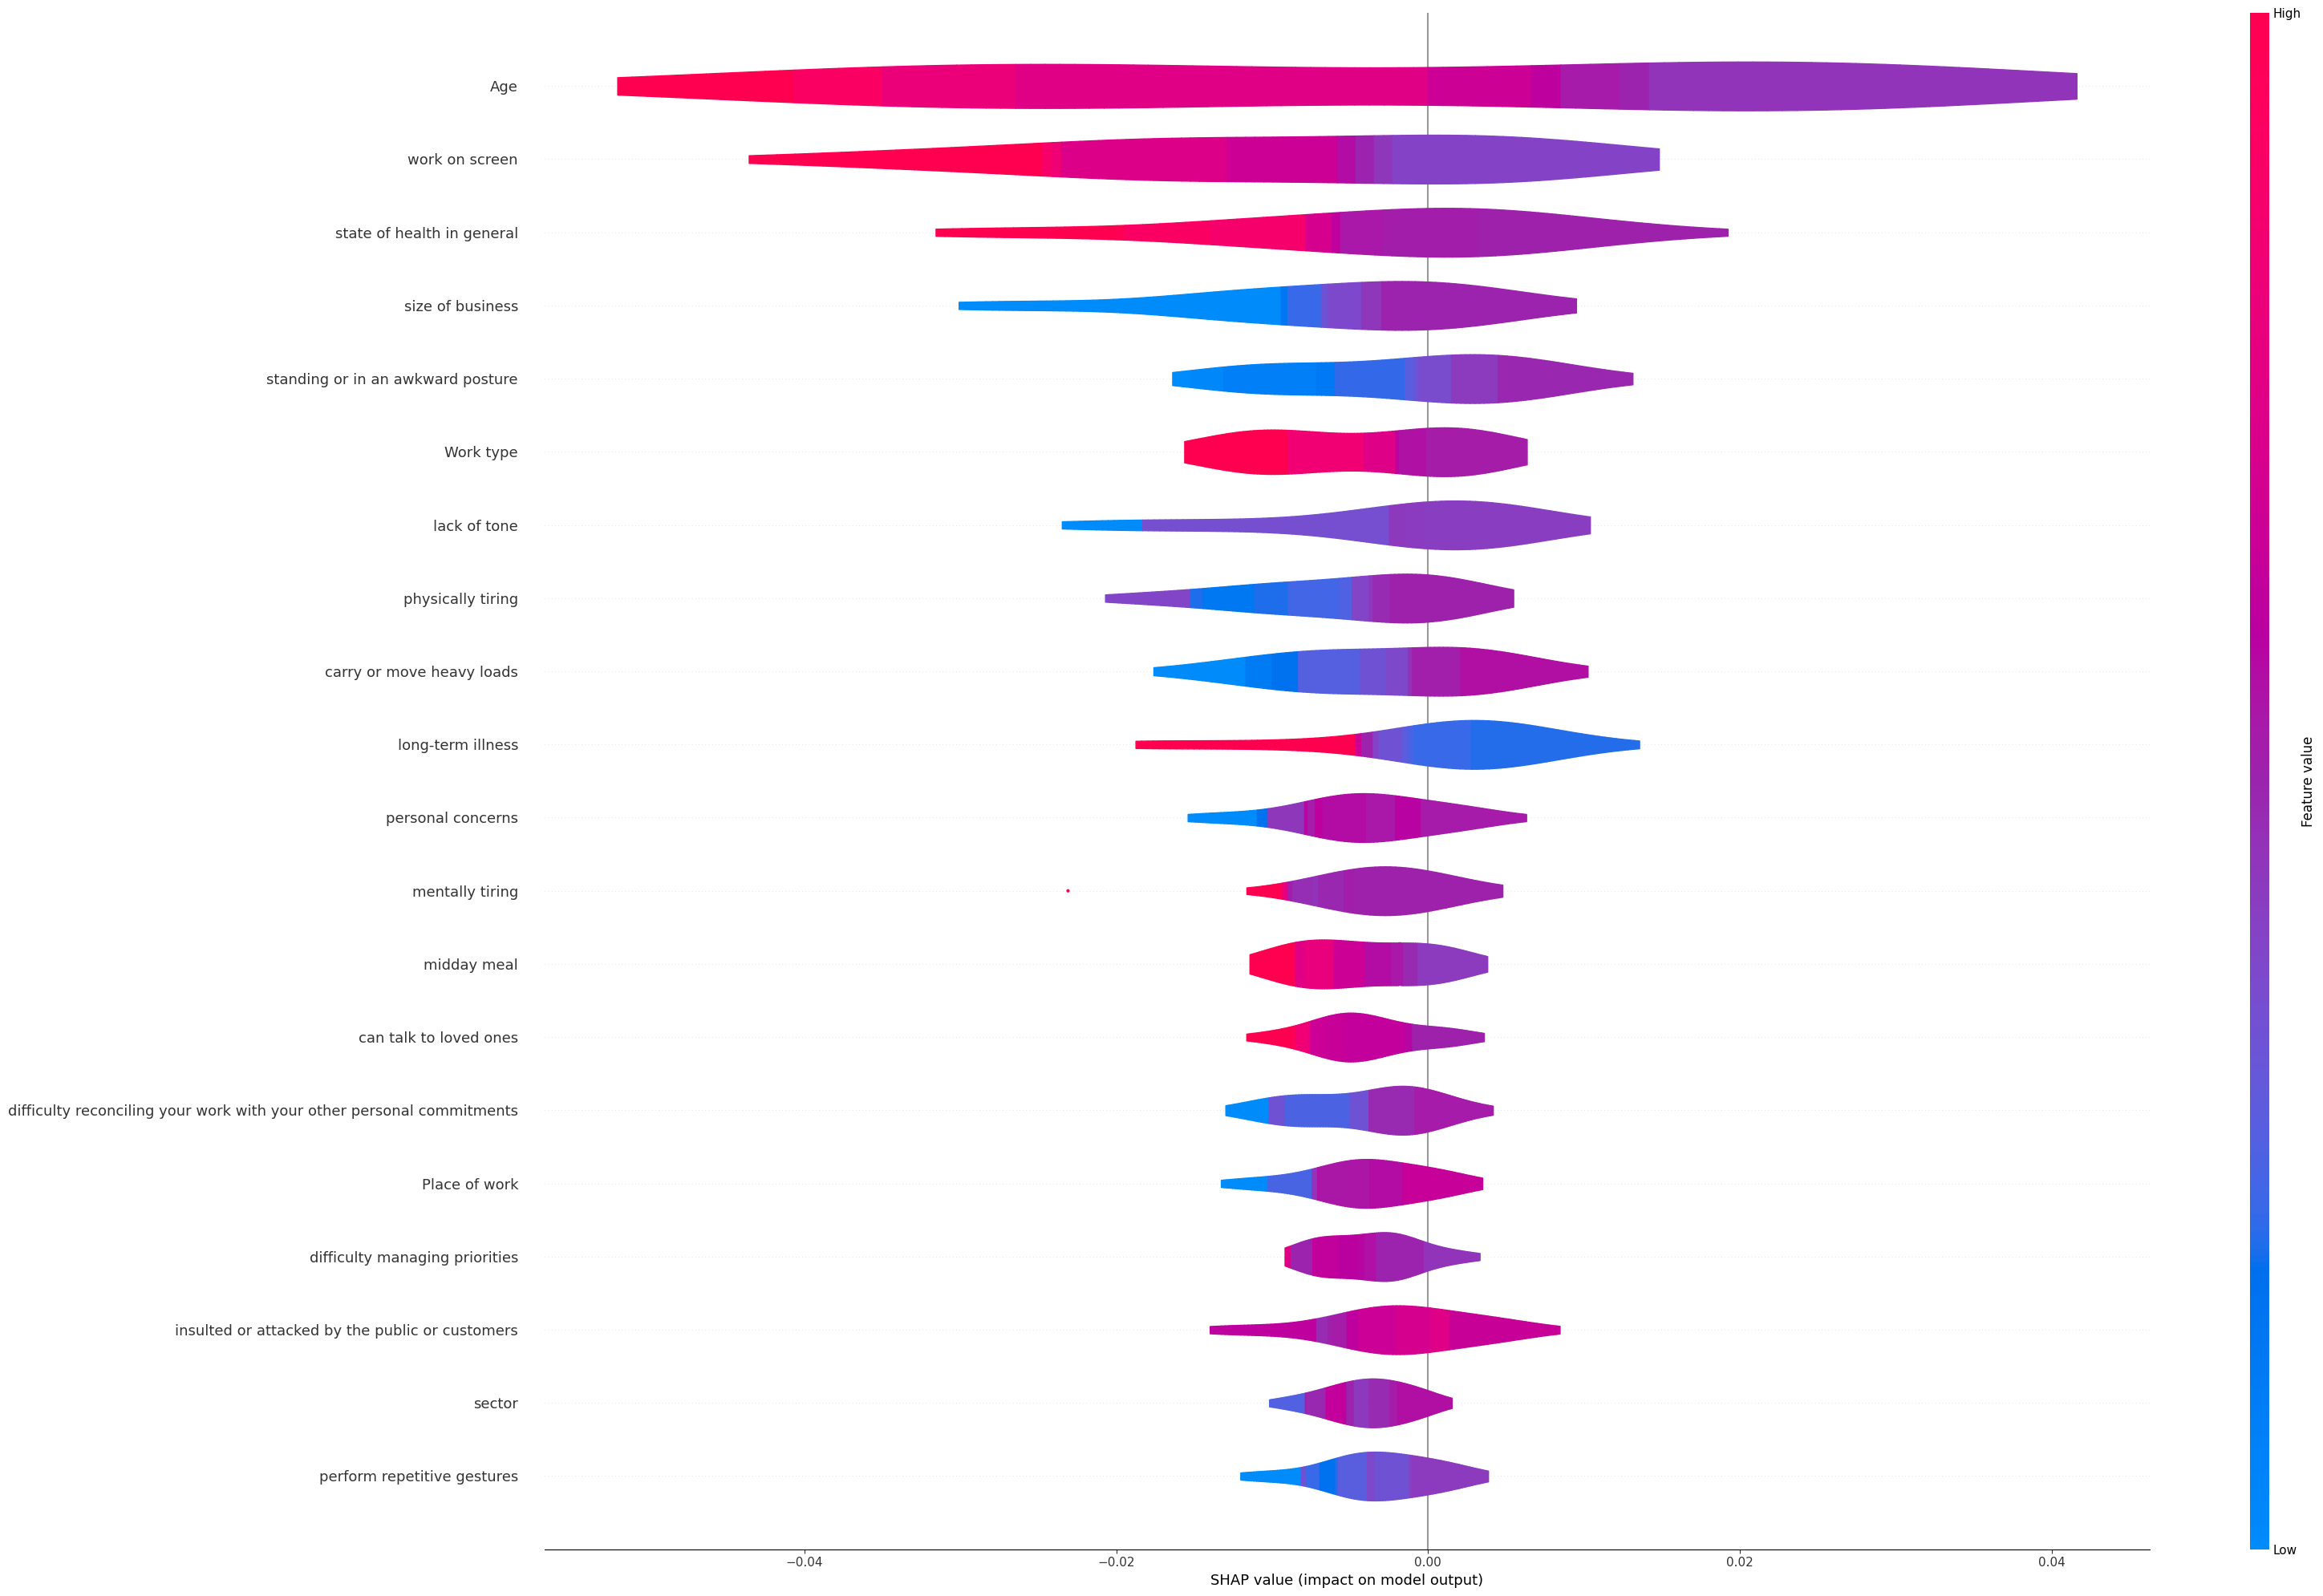 High
Age
work on screen
state of health in general
size of business
standing or in an awkward posture
Work type
lack of tone
physically tiring
carry or move heavy loads
long-term illness
personal concerns
mentally tiring
midday meal
can talk to loved ones
difficulty reconciling your work with your other personal commitments
Place of work
difficulty managing priorities
insulted or attacked by the public or customers
sector
perform repetitive gestures
Feature value
Low
−0.04 −0.02 0.00 0.02 0.04
SHAP value (impact on model output)